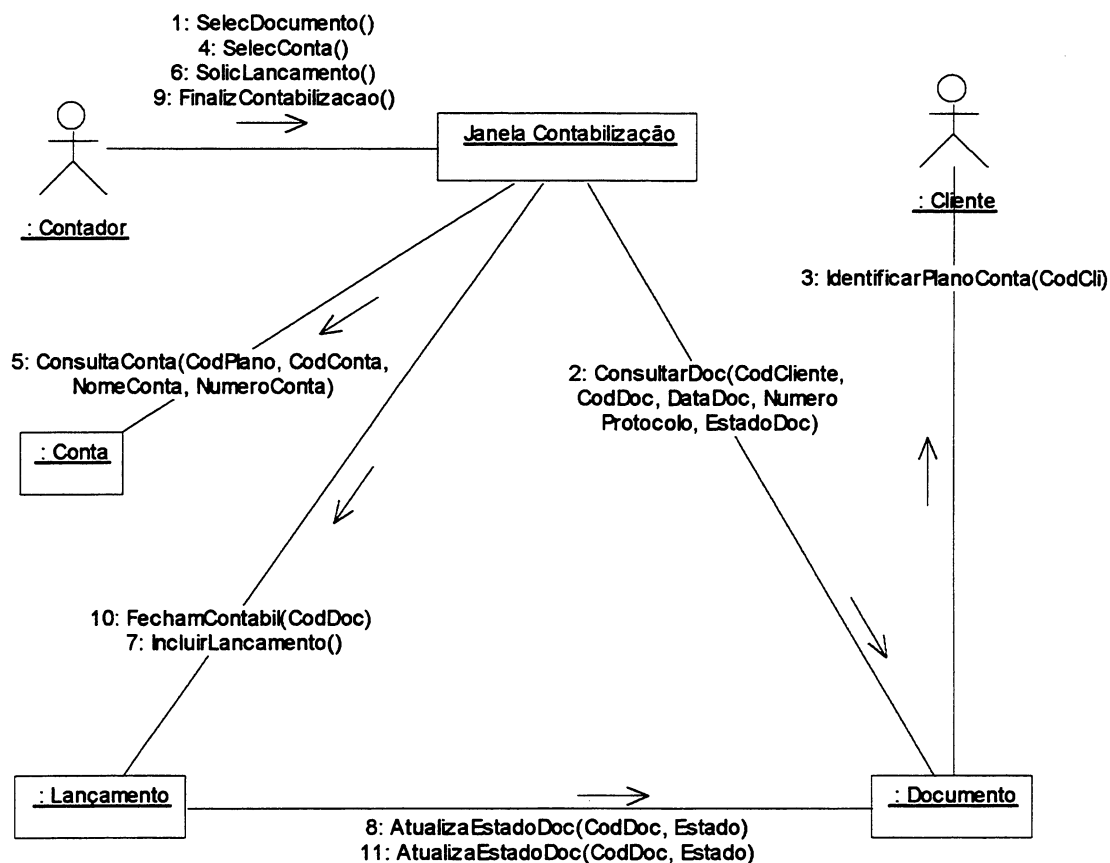 1: SelecDocumento()
4: SelecConta()
6: SolicLancamento()
9: FinalizContabilizacao()
Janela Contabilização
: Contador
: Cliente
3: IdentificarPlanoConta(CodCli)
5: ConsultaConta(CodPlano, CodConta,
NomeConta, NumeroConta)
2: ConsultarDoc(CodCliente,
CodDoc, DataDoc, Numero
Protocolo, EstadoDoc)
: Conta
10: FechamContabil(CodDoc)
7: IncluirLancamento()
: Lançamento
: Documento
8: AtualizaEstadoDoc(CodDoc, Estado)
11: AtualizaEstadoDoc(CodDoc, Estado)